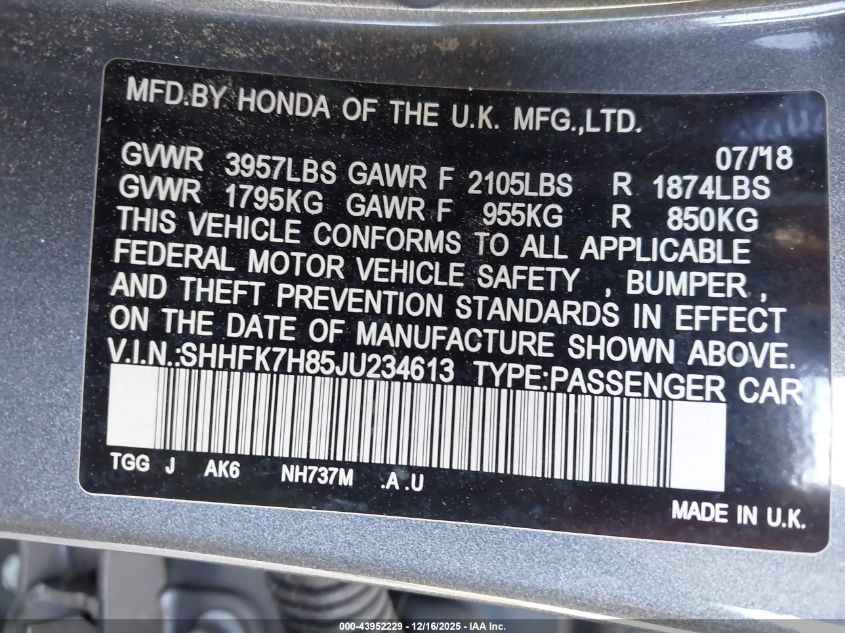 MFD.BY HONDA OF THE U.K. MFG.,LTD.
07/'18
GVWR 3957LBS GAWR F 2105LBS R 1874LBS
GVWR 1795KG GAWR F 955KG R 850KG
THIS VEHICLE CONFORMS TO ALL APPLICABLE
FEDERAL MOTOR VEHICLE SAFETY , BUMPER ,
AND THEFT PREVENTION STANDARDS IN EFFECT
ON THE DATE OF MANUFACTURE SHOWN ABOVE.
V.I.N.:SHHFK7H85JU234613 TYPE:PASSENGER CAR
TGG J AK6 NH737M .A .U
MADE IN U.K.
000-43952229 - 12/16/2025 - IAA Inc.